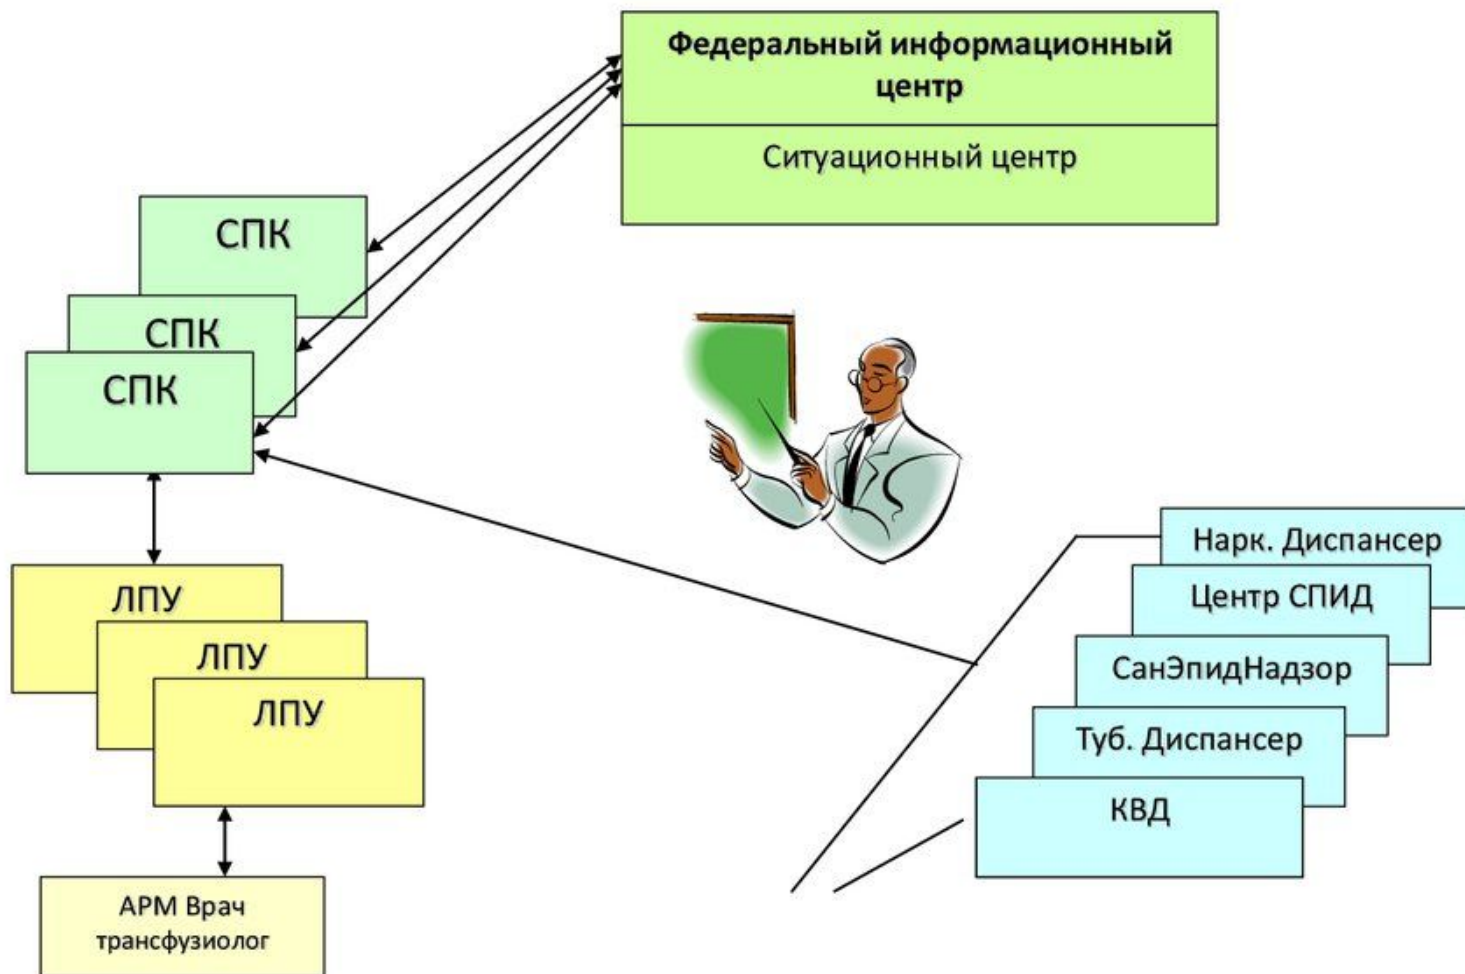 Федеральный информационный
центр
Ситуационный центр
СПК
СПК
СПК
ЛПУ
ЛПУ
ЛПУ
АРМ Врач
трансфузиолог
Нарк. Диспансер
Центр СПИД
СанЭпидНадзор
Туб. Диспансер
КВД